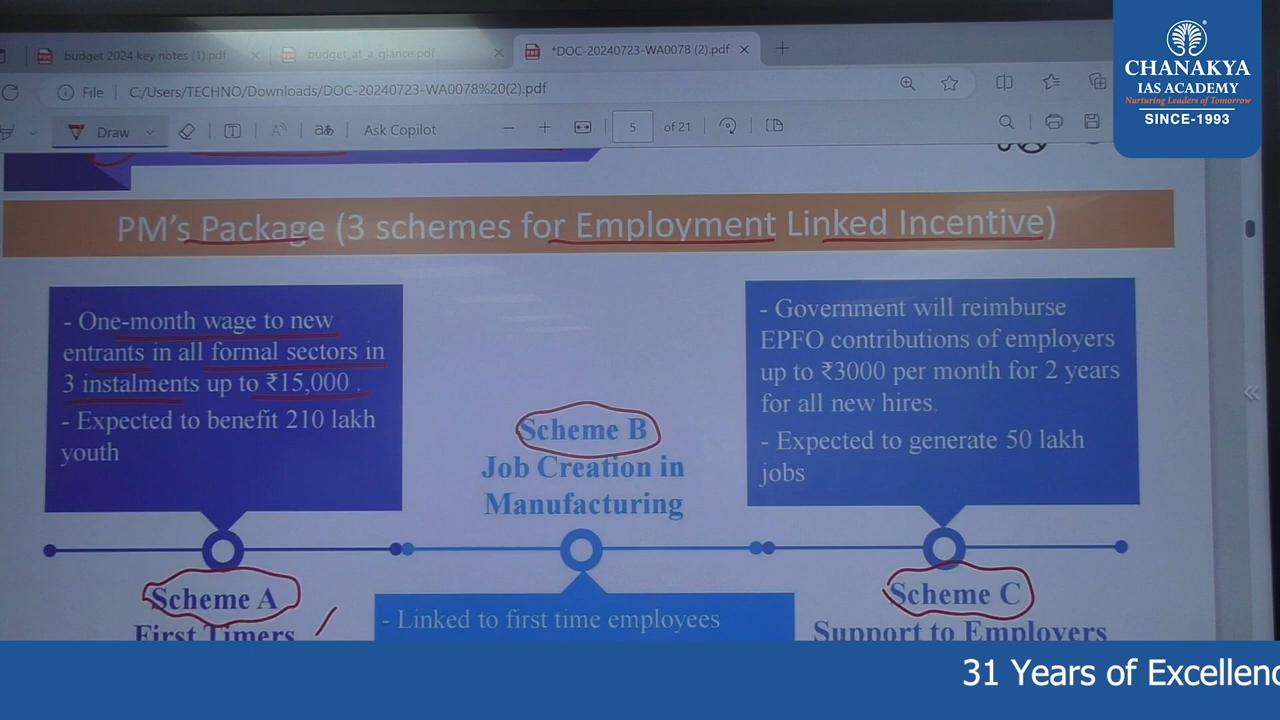 budget 2024 key notes (1).pdf
budget_at_a_glance.pdf
*DOC-20240723-WA0078 (2).pdf
File
C:/Users/TECHNO/Downloads/DOC-20240723-WA0078%20(2).pdf
Draw
Ask Copilot
5 of 21
CHANAKYA
IAS ACADEMY
Nurturing Leaders of Tomorrow
SINCE-1993
PM's Package (3 schemes for Employment Linked Incentive)
- One-month wage to new
entrants in all formal sectors in
3 instalments up to ₹15,000 .
- Expected to benefit 210 lakh
youth
Scheme A
First Timers
Scheme B
Job Creation in
Manufacturing
- Linked to first time employees
- Government will reimburse
EPFO contributions of employers
up to ₹3000 per month for 2 years
for all new hires.
- Expected to generate 50 lakh
jobs
Scheme C
Support to Employers
31 Years of Excellenc